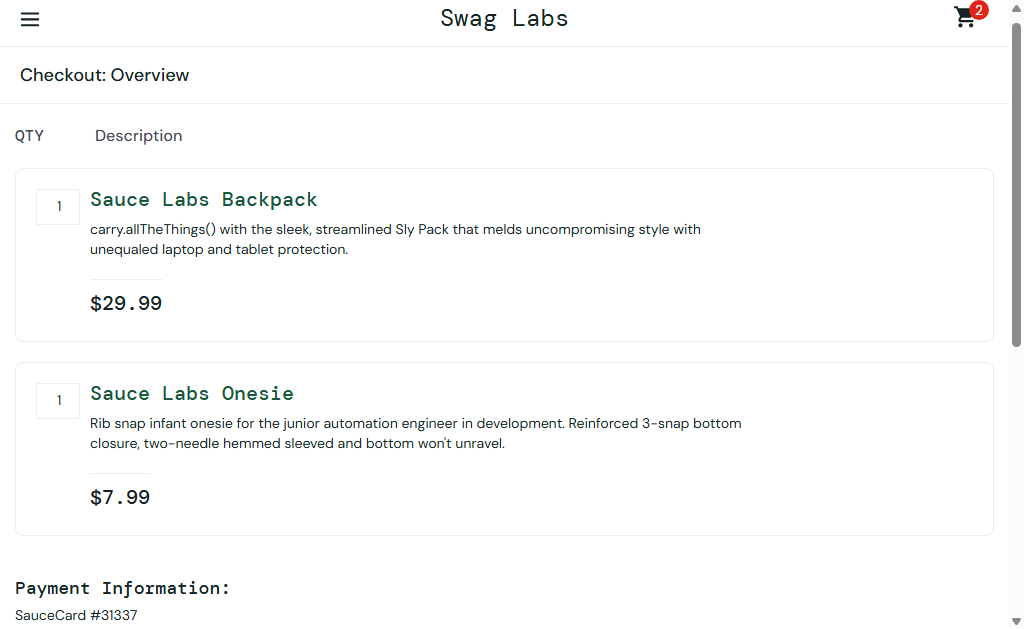 Swag Labs
2
Checkout: Overview
QTY Description
1
Sauce Labs Backpack
carry.allTheThings() with the sleek, streamlined Sly Pack that melds uncompromising style with
unequaled laptop and tablet protection.
$29.99
1
Sauce Labs Onesie
Rib snap infant onesie for the junior automation engineer in development. Reinforced 3-snap bottom
closure, two-needle hemmed sleeved and bottom won't unravel.
$7.99
Payment Information:
SauceCard #31337